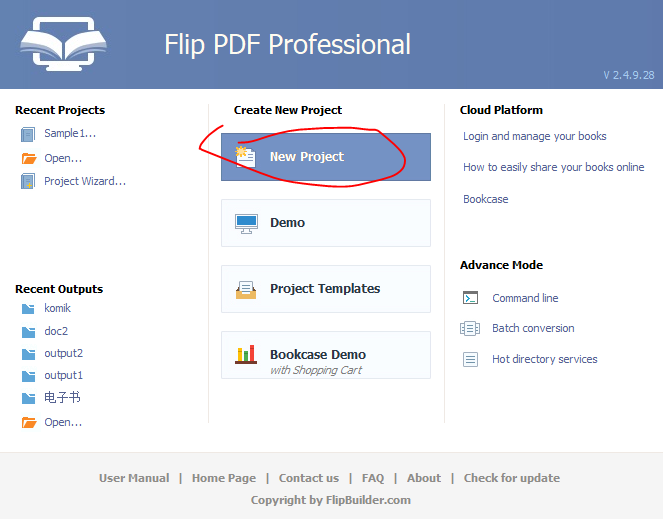 Flip PDF Professional
V 2.4.9.28
Recent Projects
Sample1...
Open...
Project Wizard...
Recent Outputs
komik
doc2
output2
output1
电子书
Open...
Create New Project
New Project
Demo
Project Templates
Bookcase Demo
with Shopping Cart
Cloud Platform
Login and manage your books
How to easily share your books online
Bookcase
Advance Mode
Command line
Batch conversion
Hot directory services
User Manual | Home Page | Contact us | FAQ | About | Check for update
Copyright by FlipBuilder.com